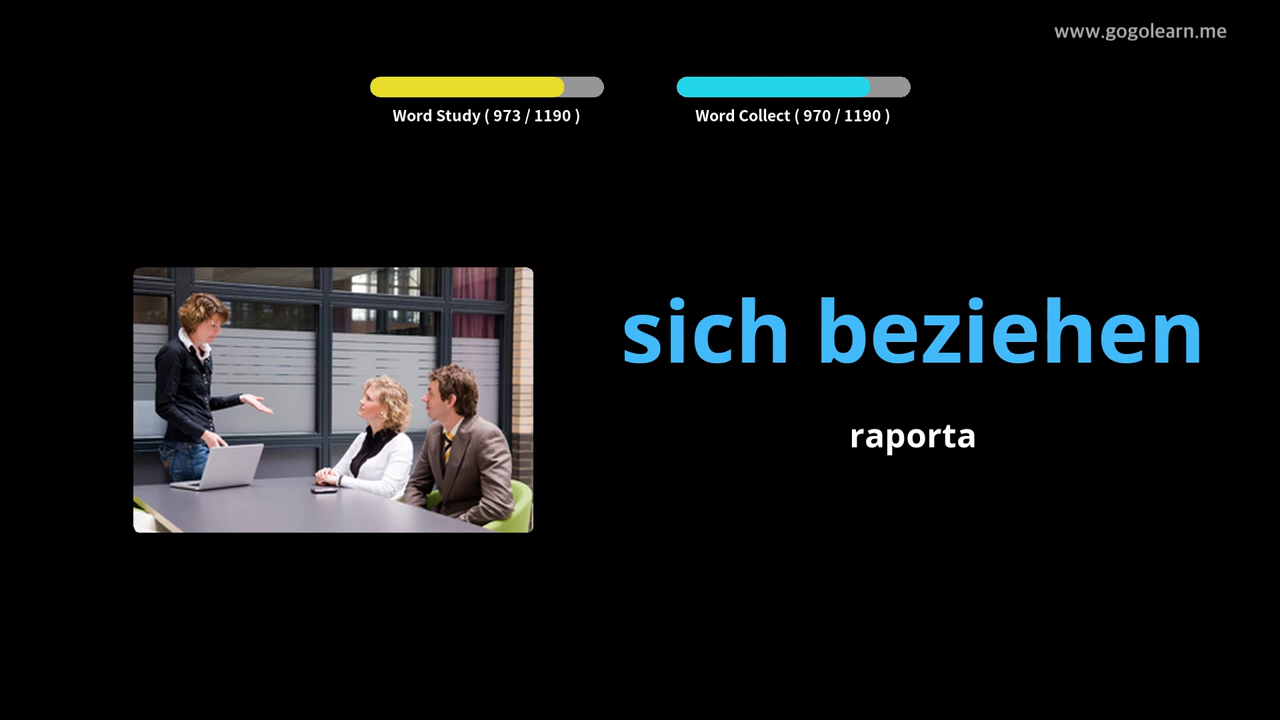 www.gogolearn.me
Word Study ( 973 / 1190 )
Word Collect ( 970 / 1190 )
sich beziehen
raporta